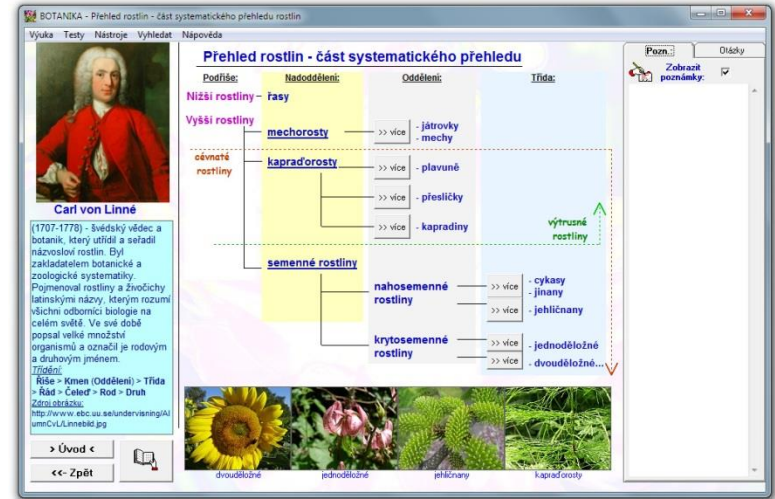 BOTANIKA - Přehled rostlin - část systematického přehledu rostlin
Výuka Testy Nástroje Vyhledat Nápověda
Carl von Linné
(1707-1778) - švédský vědec a
botanik, který utřídil a seřadil
názvosloví rostlin. Byl
zakladatelem botanické a
zoologické systematiky.
Pojmenoval rostliny a živočichy
latinskými názvy, kterým rozumí
všichni odborníci biologie na
celém světě. Ve své době
popsal velké množství
organismů a označil je rodovým
a druhovým jménem.
Třídění:
Říše > Kmen (Oddělení) > Třída
> Řád > Čeleď > Rod > Druh
Zdroj obrázku:
http://www.ebc.uu.se/undervisning/Al
umnCvL/Linnebild.jpg
> Úvod <
<<- Zpět
Přehled rostlin - část systematického přehledu
Podříše: Nadoddělení: Oddělení: Třída:
Nižší rostliny – řasy
Vyšší rostliny
mechorosty >> více - játrovky
- mechy
cévnaté
rostliny
kapraďorosty >> více - plavuně
>> více - přesličky
>> více - kapradiny
výtrusné
rostliny
semenné rostliny
nahosemenné
rostliny
>> více - cykasy
- jinany
>> více - jehličnany
krytosemenné
rostliny
>> více - jednoděložné
>> více - dvouděložné...
dvouděložné jednoděložné jehličnany kapraďorosty
Pozn.: Otázky
Zobrazit
poznámky: